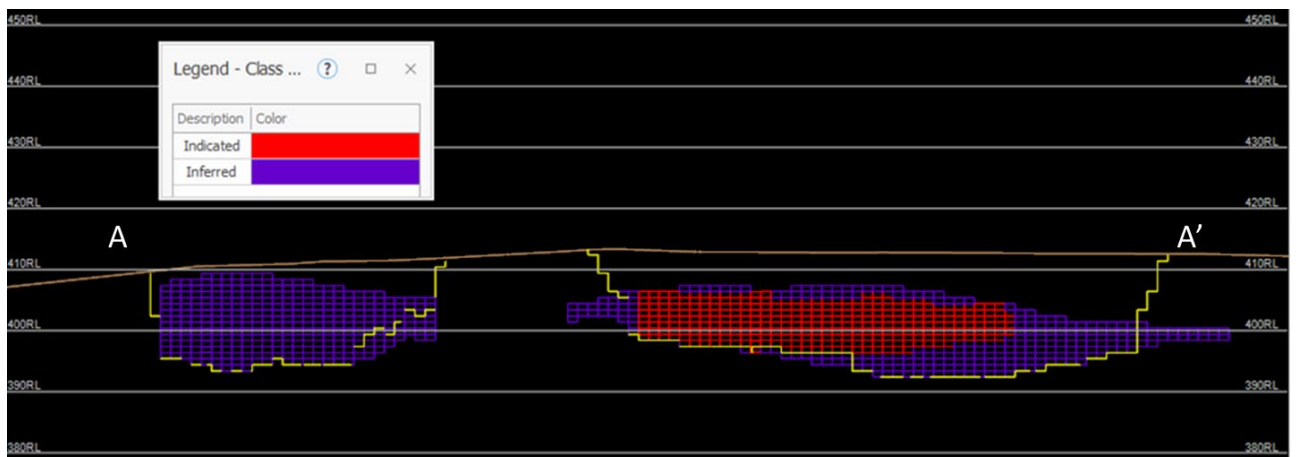 450RL 450RL
Legend - Class ... ?
440RL 440RL
Description Color
430RL 430RL
Indicated
Inferred
420RL 420RL
A A’
410RL 410RL
400RL 400RL
390RL 390RL
380RL 380RL